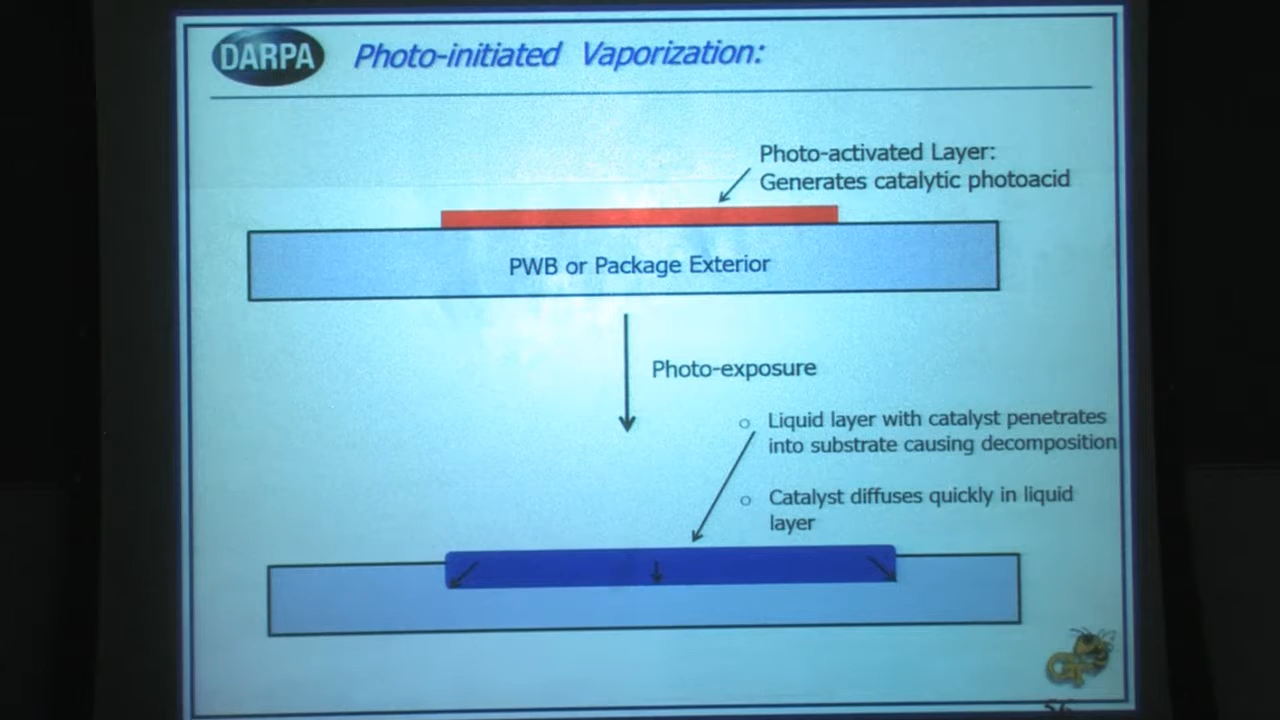 DARPA
Photo-initiated Vaporization:
Photo-activated Layer:
Generates catalytic photoacid
PWB or Package Exterior
Photo-exposure
Liquid layer with catalyst penetrates
into substrate causing decomposition
Catalyst diffuses quickly in liquid
layer
GT